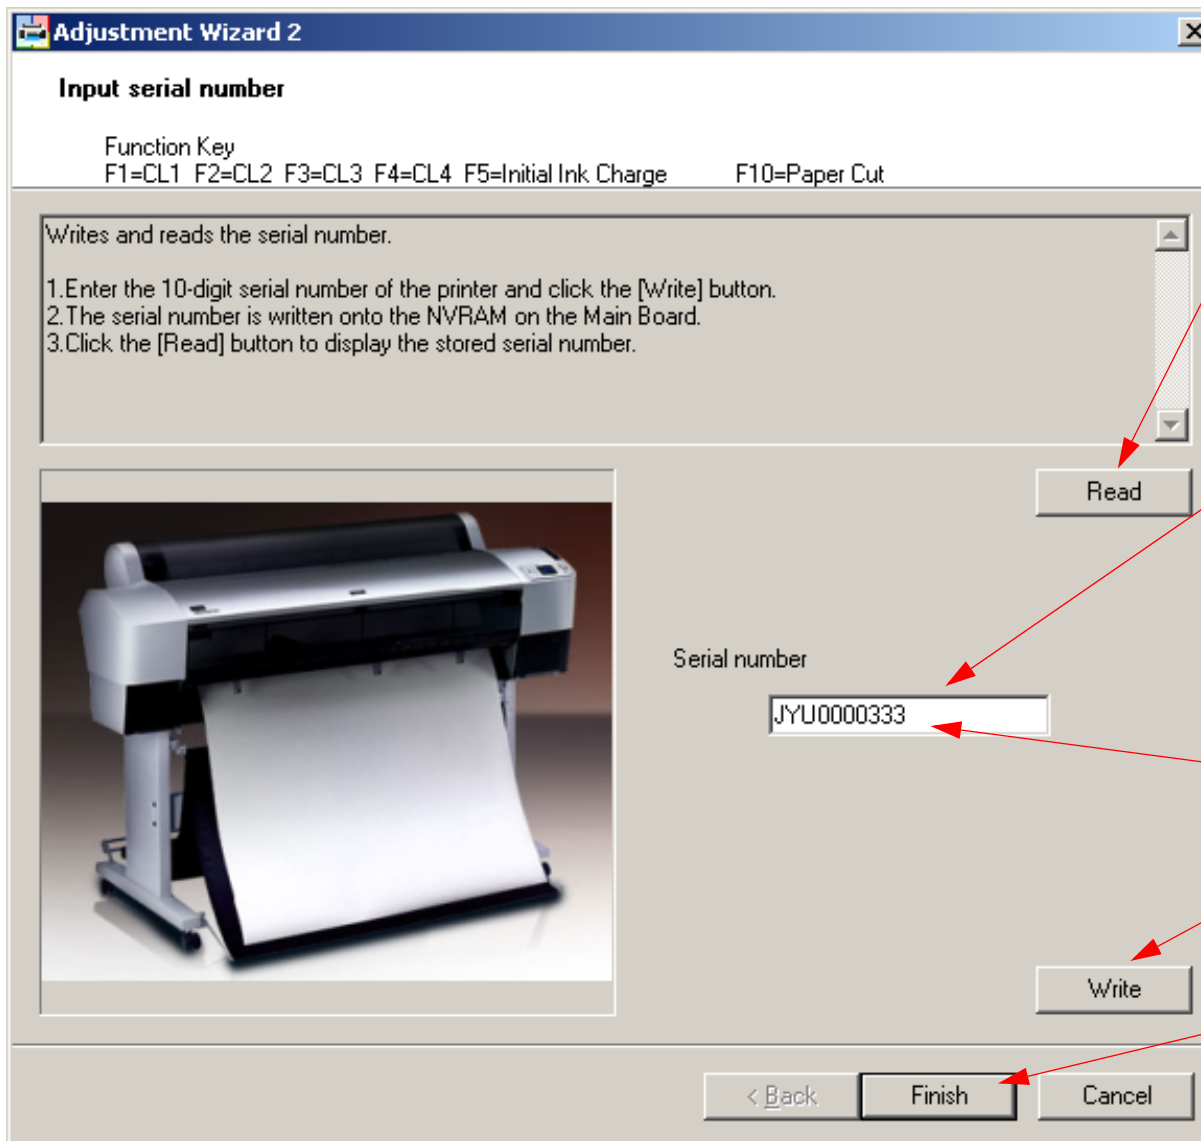 Adjustment Wizard 2
Input serial number
Function Key
F1=CL1 F2=CL2 F3=CL3 F4=CL4 F5=Initial Ink Charge F10=Paper Cut
Writes and reads the serial number.
1.Enter the 10-digit serial number of the printer and click the [Write] button.
2.The serial number is written onto the NVRAM on the Main Board.
3.Click the [Read] button to display the stored serial number.
Read
Serial number
JYU0000333
Write
< Back Finish Cancel